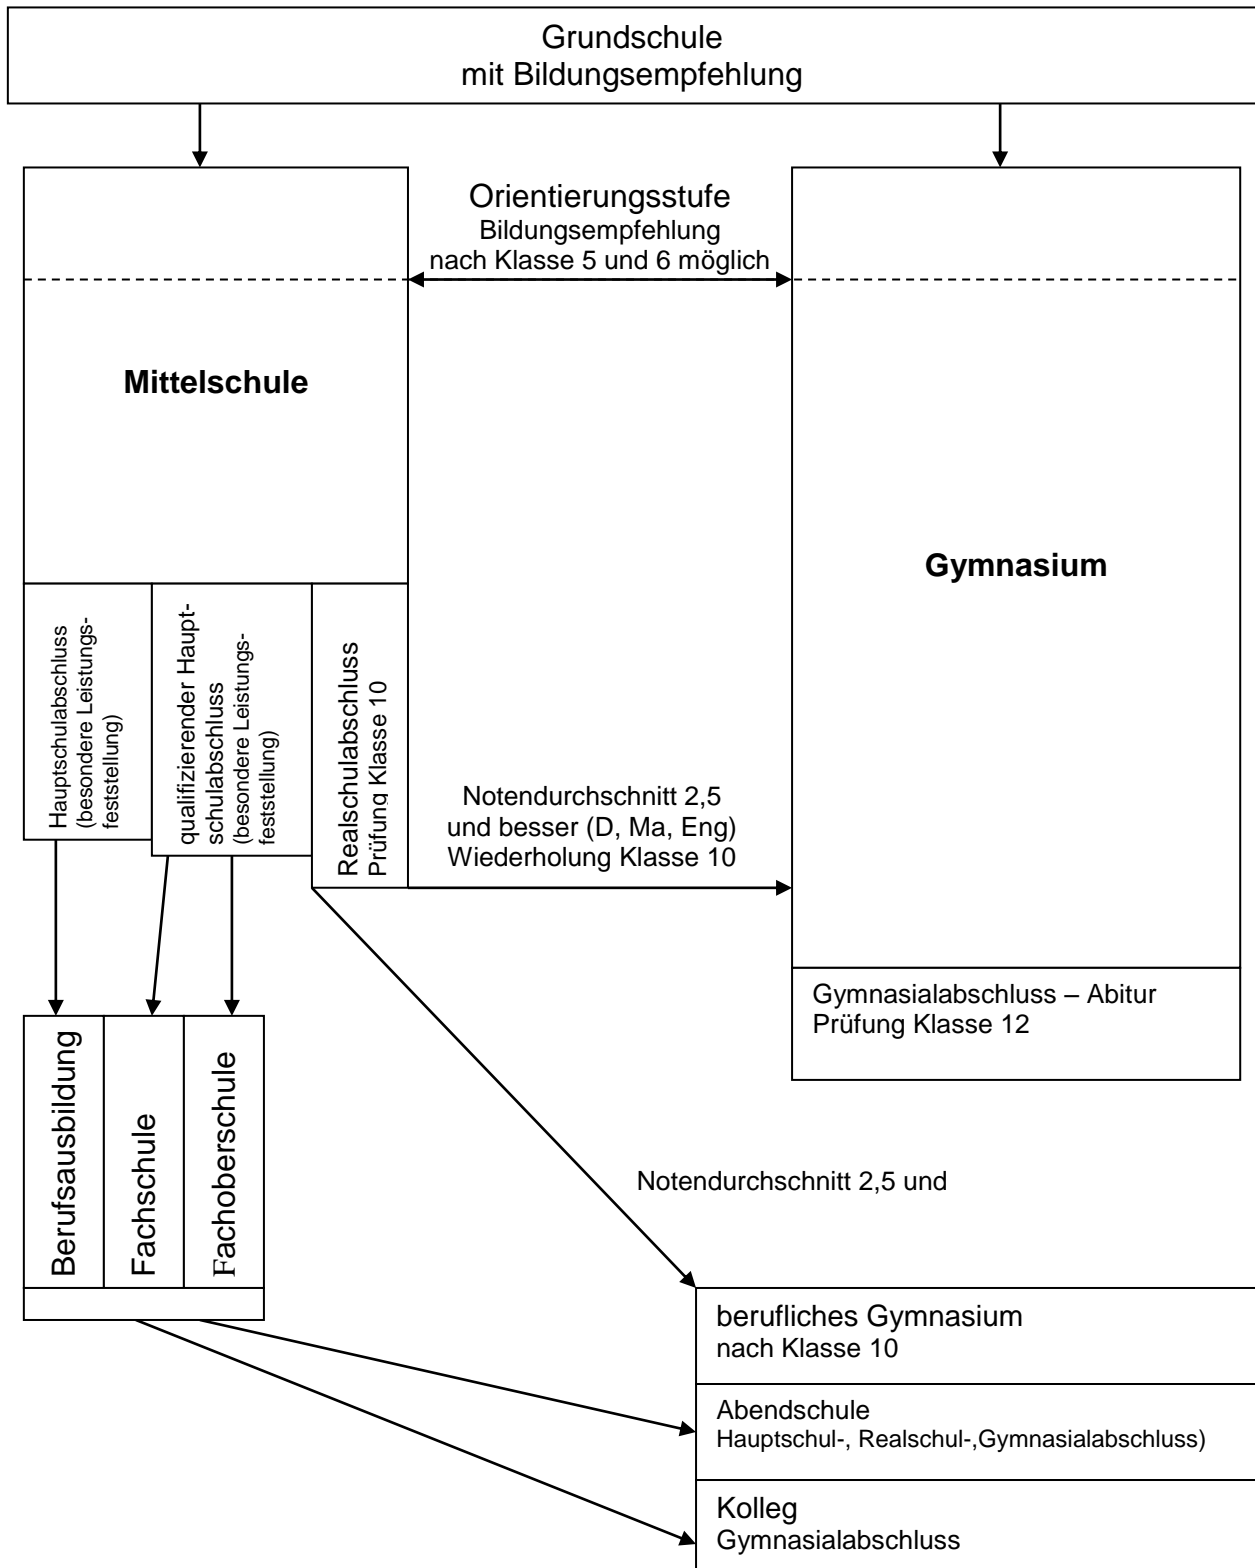 Grundschule
mit Bildungsempfehlung
Orientierungsstufe
Bildungsempfehlung
nach Klasse 5 und 6 möglich
Mittelschule
Gymnasium
Hauptschulabschluss
(besondere Leistungs-
feststellung)
qualifizierender Haupt-
schulabschluss
(besondere Leistungs-
feststellung)
Realschulabschluss
Prüfung Klasse 10
Notendurchschnitt 2,5
und besser (D, Ma, Eng)
Wiederholung Klasse 10
Gymnasialabschluss – Abitur
Prüfung Klasse 12
Berufsausbildung
Fachschule
Fachoberschule
Notendurchschnitt 2,5 und
berufliches Gymnasium
nach Klasse 10
Abendschule
Hauptschul-, Realschul-,Gymnasialabschluss)
Kolleg
Gymnasialabschluss